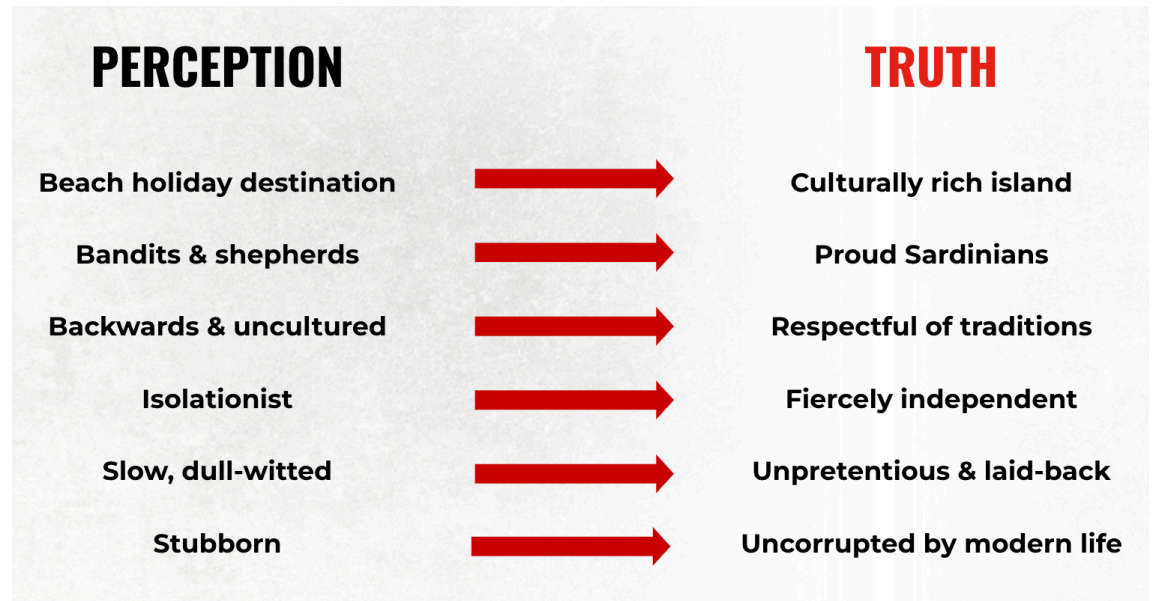 PERCEPTION
TRUTH
Beach holiday destination
Culturally rich island
Bandits & shepherds
Proud Sardinians
Backwards & uncultured
Respectful of traditions
Isolationist
Fiercely independent
Slow, dull-witted
Unpretentious & laid-back
Stubborn
Uncorrupted by modern life